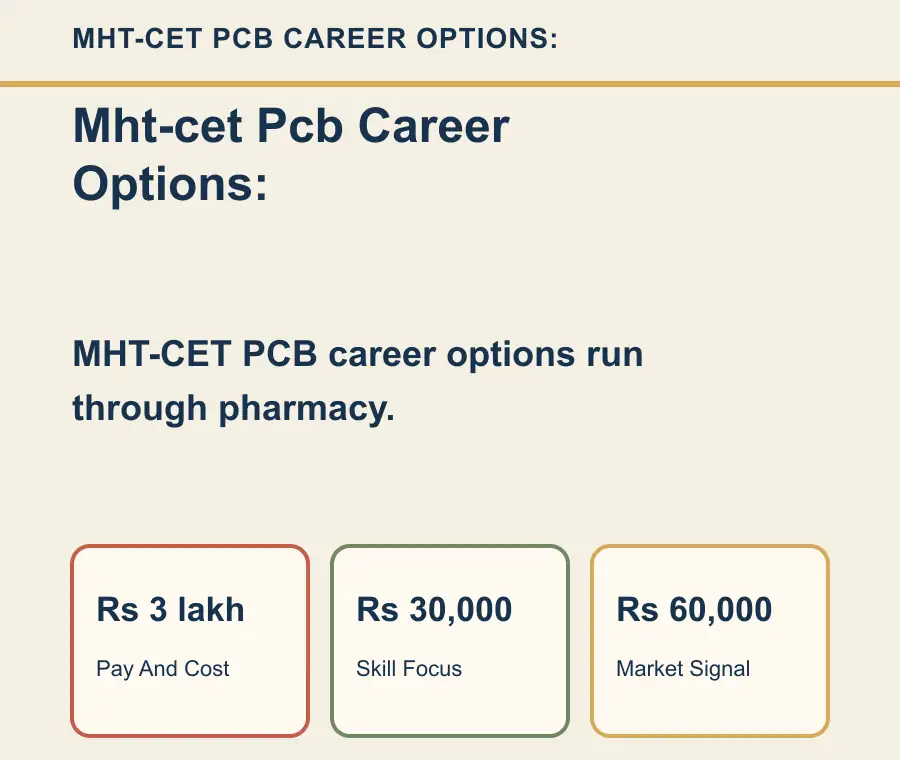 MHT-CET PCB CAREER OPTIONS:
Mht-cet Pcb Career
Options:
MHT-CET PCB career options run
through pharmacy.
Rs 3 lakh
Pay And Cost
Rs 30,000
Skill Focus
Rs 60,000
Market Signal